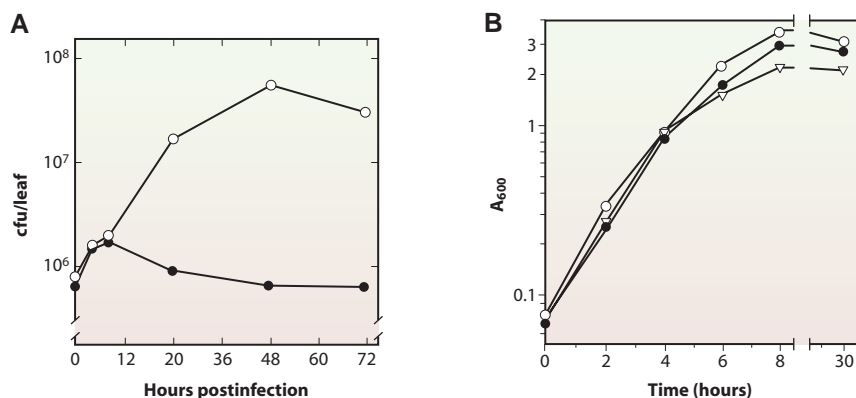 A
10⁸
10⁷
10⁶
cfu/leaf
0 12 20 36 48 60 72
Hours postinfection
B
3
2
1
0.1
A₆₀₀
0 2 4 6 8 30
Time (hours)